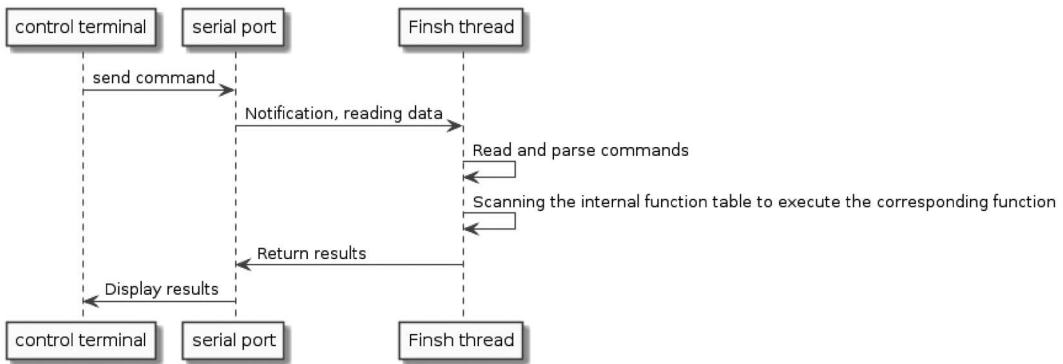 control terminal
serial port
Finsh thread
send command
Notification, reading data
Read and parse commands
Scanning the internal function table to execute the corresponding function
Return results
Display results
control terminal
serial port
Finsh thread